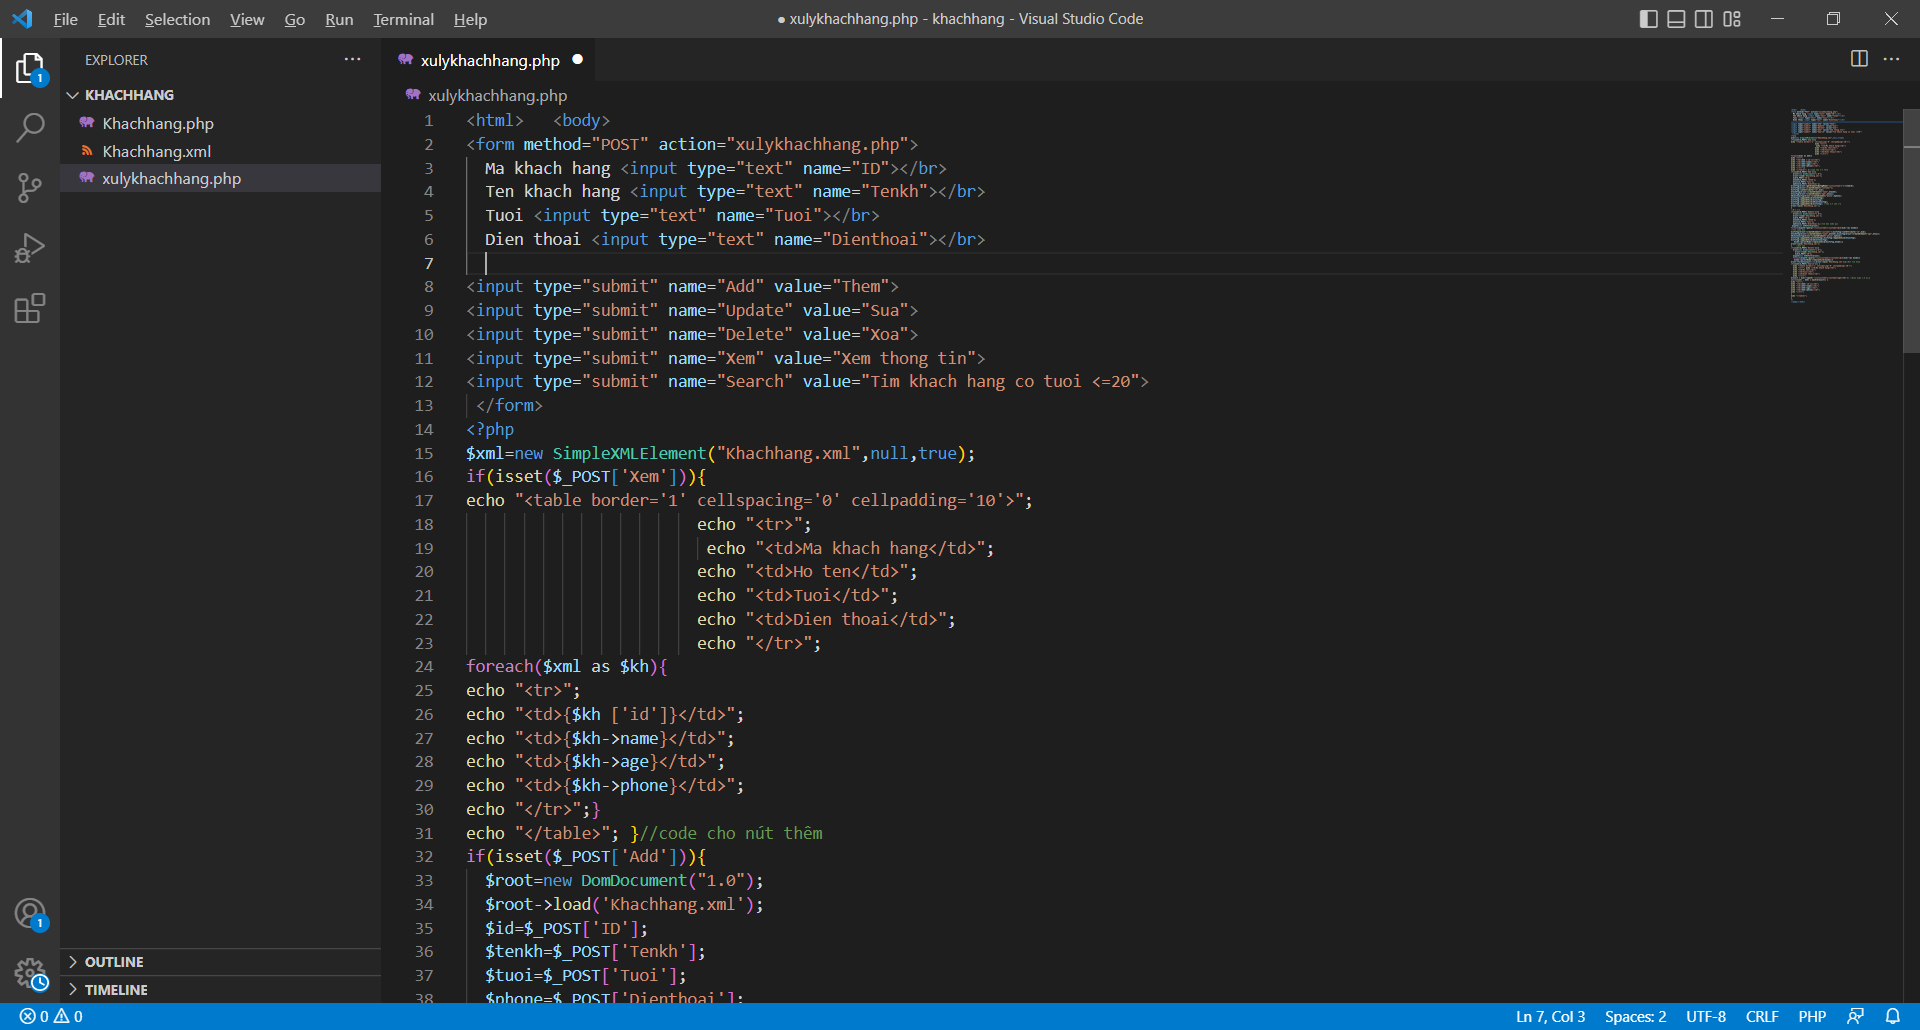 File Edit Selection View Go Run Terminal Help
● xulykhachhang.php - khachhang - Visual Studio Code
EXPLORER
KHACHHANG
Khachhang.php
Khachhang.xml
xulykhachhang.php
OUTLINE
TIMELINE
1
1
xulykhachhang.php
xulykhachhang.php
1 <html>   <body>
2 <form method="POST" action="xulykhachhang.php">
3   Ma khach hang <input type="text" name="ID"></br>
4   Ten khach hang <input type="text" name="Tenkh"></br>
5   Tuoi <input type="text" name="Tuoi"></br>
6   Dien thoai <input type="text" name="Dienthoai"></br>
7
8 <input type="submit" name="Add" value="Them">
9 <input type="submit" name="Update" value="Sua">
10 <input type="submit" name="Delete" value="Xoa">
11 <input type="submit" name="Xem" value="Xem thong tin">
12 <input type="submit" name="Search" value="Tim khach hang co tuoi <=20">
13  </form>
14 <?php
15 $xml=new SimpleXMLElement("Khachhang.xml",null,true);
16 if(isset($_POST['Xem'])){
17 echo "<table border='1' cellspacing='0' cellpadding='10'>";
18                         echo "<tr>";
19                          echo "<td>Ma khach hang</td>";
20                         echo "<td>Ho ten</td>";
21                         echo "<td>Tuoi</td>";
22                         echo "<td>Dien thoai</td>";
23                         echo "</tr>";
24 foreach($xml as $kh){
25 echo "<tr>";
26 echo "<td>{$kh ['id']}</td>";
27 echo "<td>{$kh->name}</td>";
28 echo "<td>{$kh->age}</td>";
29 echo "<td>{$kh->phone}</td>";
30 echo "</tr>";}
31 echo "</table>"; }//code cho nút thêm
32 if(isset($_POST['Add'])){
33   $root=new DomDocument("1.0");
34   $root->load('Khachhang.xml');
35   $id=$_POST['ID'];
36   $tenkh=$_POST['Tenkh'];
37   $tuoi=$_POST['Tuoi'];
38   $phone=$_POST['Dienthoai'];
0 0
Ln 7, Col 3 Spaces: 2 UTF-8 CRLF PHP